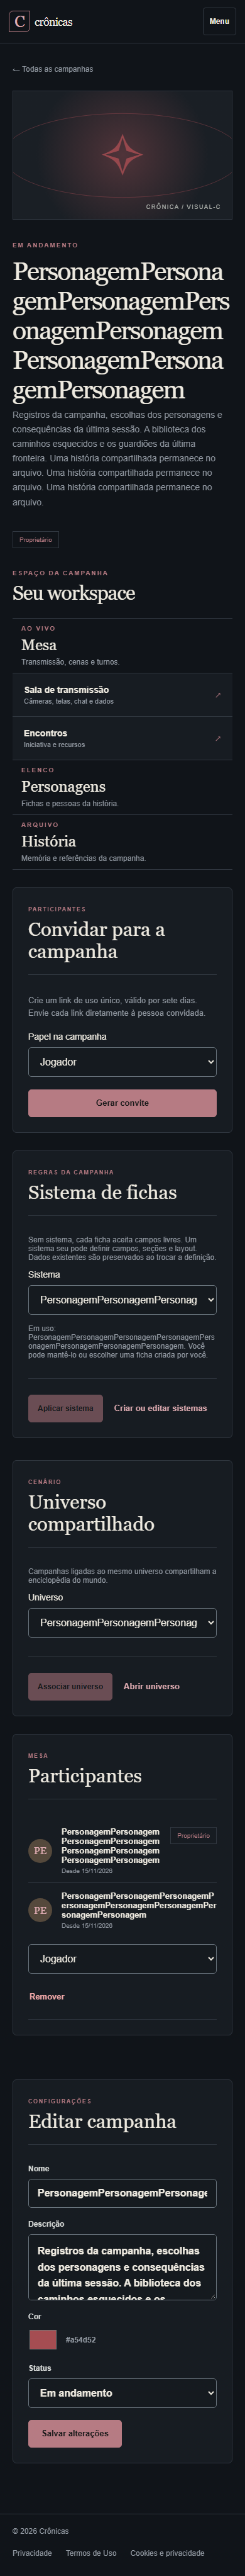 C crônicas
Menu
← Todas as campanhas
CRÔNICA / VISUAL-C
EM ANDAMENTO
PersonagemPersona
gemPersonagemPers
onagemPersonagem
PersonagemPersona
gemPersonagem
Registros da campanha, escolhas dos personagens e
consequências da última sessão. A biblioteca dos
caminhos esquecidos e os guardiões da última
fronteira. Uma história compartilhada permanece no
arquivo. Uma história compartilhada permanece no
arquivo. Uma história compartilhada permanece no
arquivo.
Proprietário
ESPAÇO DA CAMPANHA
Seu workspace
AO VIVO
Mesa
Transmissão, cenas e turnos.
Sala de transmissão
Câmeras, telas, chat e dados
↗
Encontros
Iniciativa e recursos
↗
ELENCO
Personagens
Fichas e pessoas da história.
ARQUIVO
História
Memória e referências da campanha.
PARTICIPANTES
Convidar para a
campanha
Crie um link de uso único, válido por sete dias.
Envie cada link diretamente à pessoa convidada.
Papel na campanha
Jogador
Gerar convite
REGRAS DA CAMPANHA
Sistema de fichas
Sem sistema, cada ficha aceita campos livres. Um
sistema seu pode definir campos, seções e layout.
Dados existentes são preservados ao trocar a definição.
Sistema
PersonagemPersonagemPersonag
Em uso:
PersonagemPersonagemPersonagemPersonagemPers
onagemPersonagemPersonagemPersonagem. Você
pode mantê-lo ou escolher uma ficha criada por você.
Aplicar sistema
Criar ou editar sistemas
CENÁRIO
Universo
compartilhado
Campanhas ligadas ao mesmo universo compartilham a
enciclopédia do mundo.
Universo
PersonagemPersonagemPersonag
Associar universo
Abrir universo
MESA
Participantes
PE
PersonagemPersonagem
PersonagemPersonagem
PersonagemPersonagem
PersonagemPersonagem
Desde 15/11/2026
Proprietário
PE
PersonagemPersonagemPersonagemP
ersonagemPersonagemPersonagemPer
sonagemPersonagem
Desde 15/11/2026
Jogador
Remover
CONFIGURAÇÕES
Editar campanha
Nome
PersonagemPersonagemPersonage
Descrição
Registros da campanha, escolhas
dos personagens e consequências
da última sessão. A biblioteca dos
caminhos esquecidos e os
Cor
#a54d52
Status
Em andamento
Salvar alterações
© 2026 Crônicas
Privacidade
Termos de Uso
Cookies e privacidade